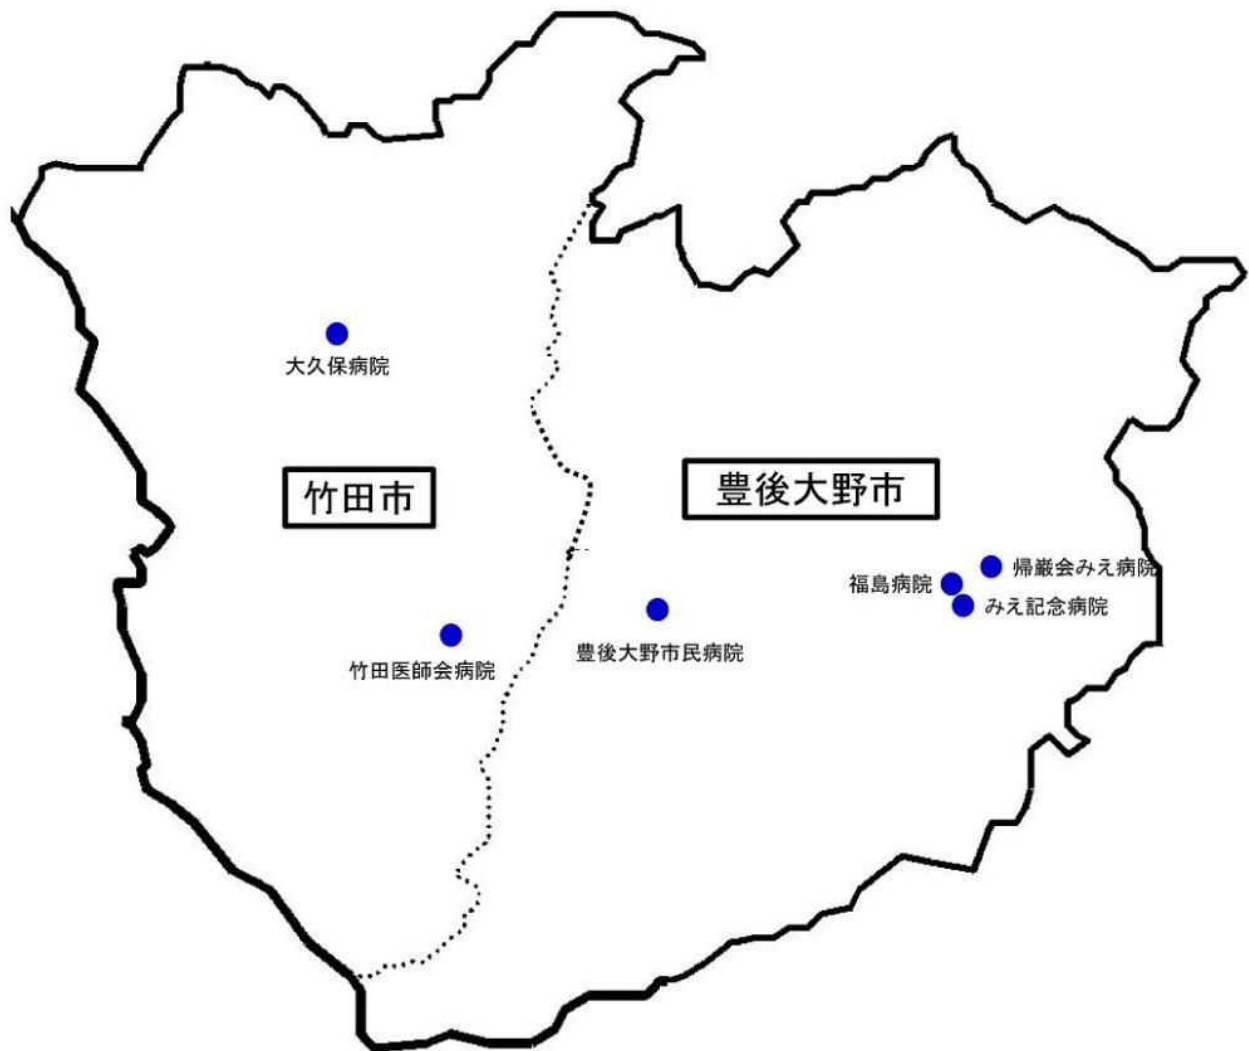 大久保病院
竹田市
豊後大野市
帰巌会みえ病院
福島病院
みえ記念病院
豊後大野市民病院
竹田医師会病院